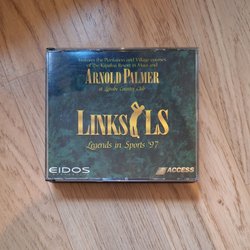 Features the Plantation and Village courses
of the Kapalua Resort in Maui and
ARNOLD PALMER
at Latrobe Country Club
LINKS LS
Legends in Sports '97
EIDOS
ACCESS